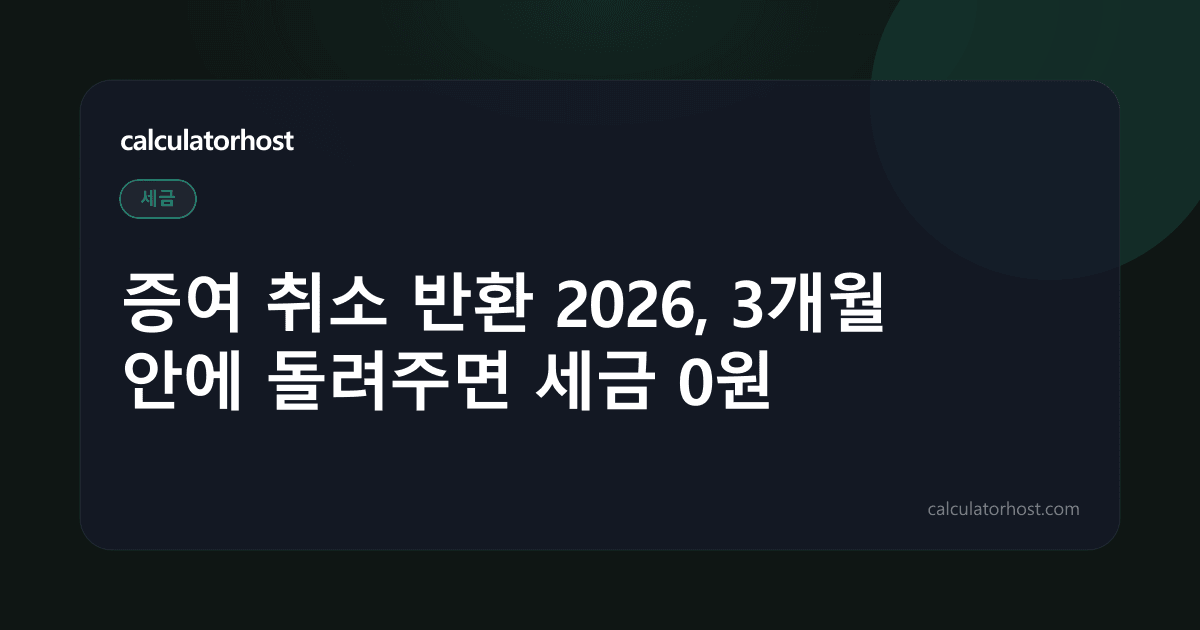 calculatorhost
세금
증여 취소 반환 2026, 3개월
안에 돌려주면 세금 0원
calculatorhost.com